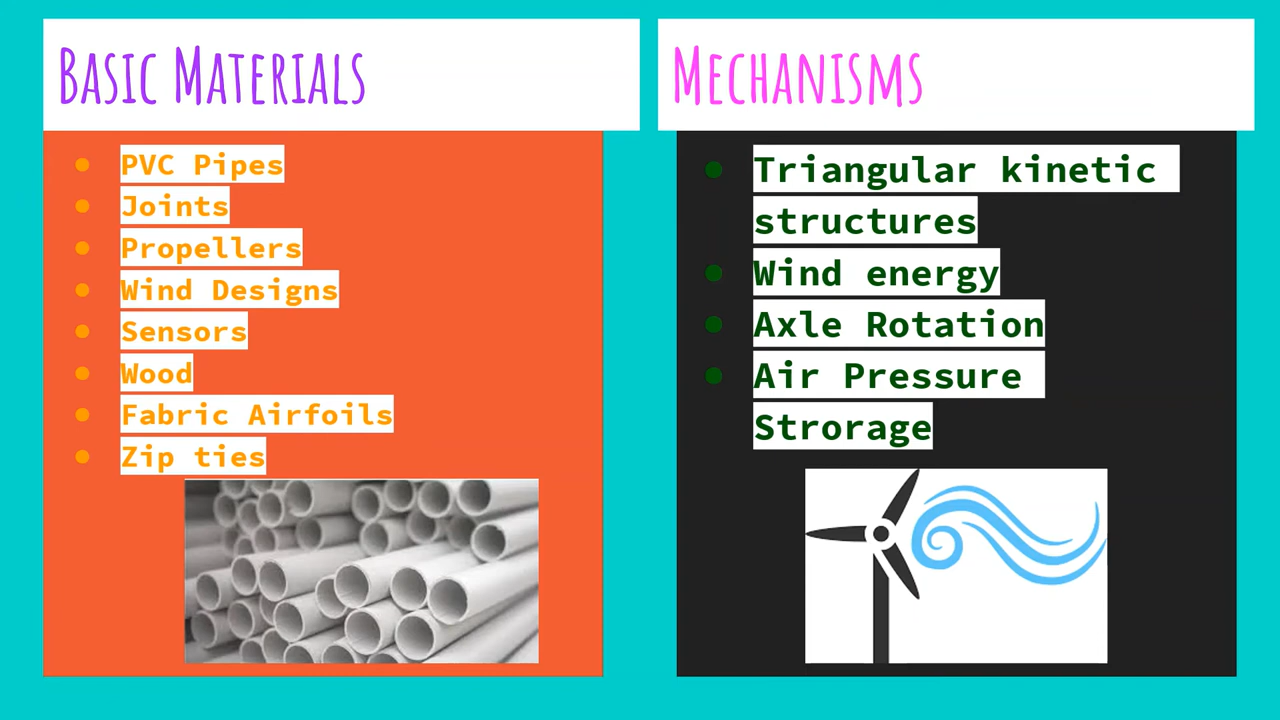 Basic Materials
PVC Pipes
Joints
Propellers
Wind Designs
Sensors
Wood
Fabric Airfoils
Zip ties
Mechanisms
Triangular kinetic
structures
Wind energy
Axle Rotation
Air Pressure
Strorage